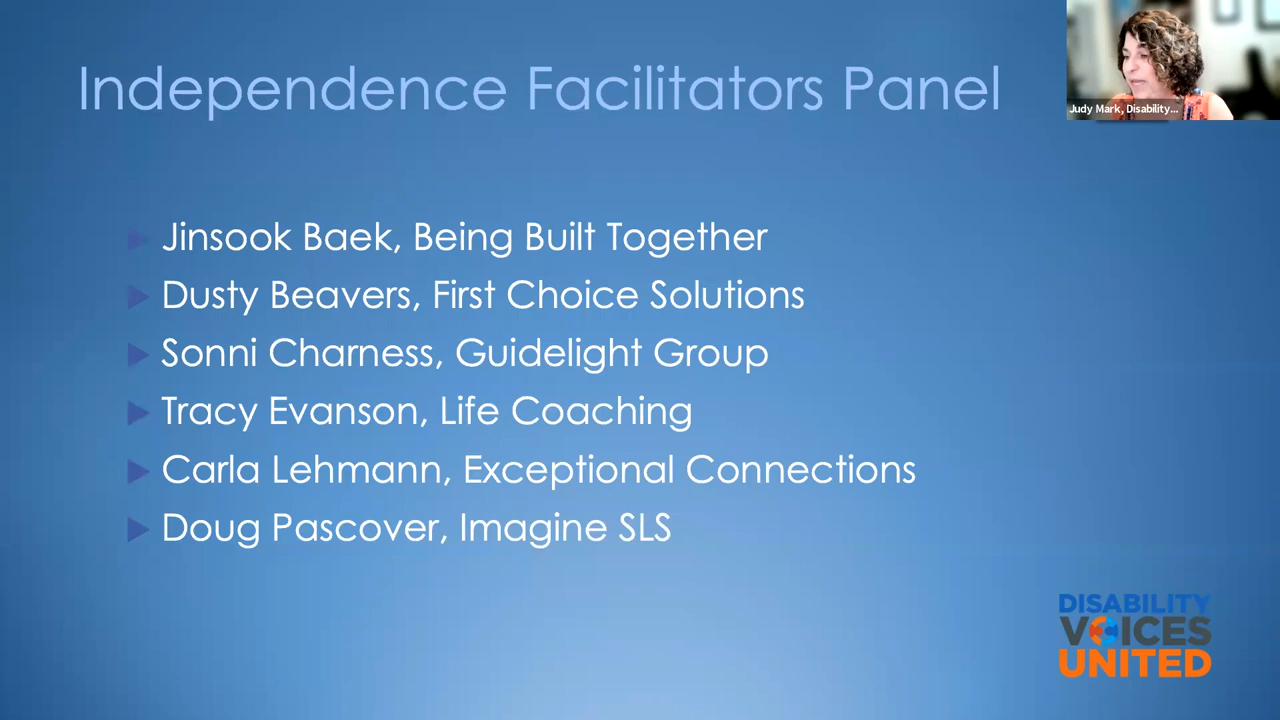 Independence Facilitators Panel
Judy Mark, Disability...
Jinsook Baek, Being Built Together
Dusty Beavers, First Choice Solutions
Sonni Charness, Guidelight Group
Tracy Evanson, Life Coaching
Carla Lehmann, Exceptional Connections
Doug Pascover, Imagine SLS
DISABILITY
VOICES
UNITED